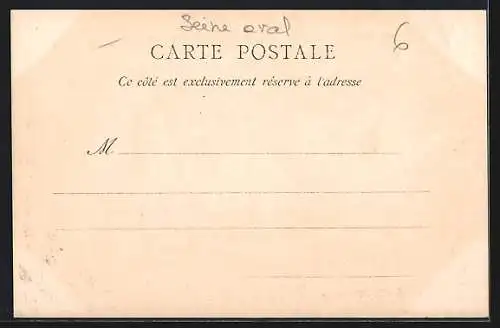 Seine oval 6
CARTE POSTALE
Ce côté est exclusivement réservé à l'adresse
M